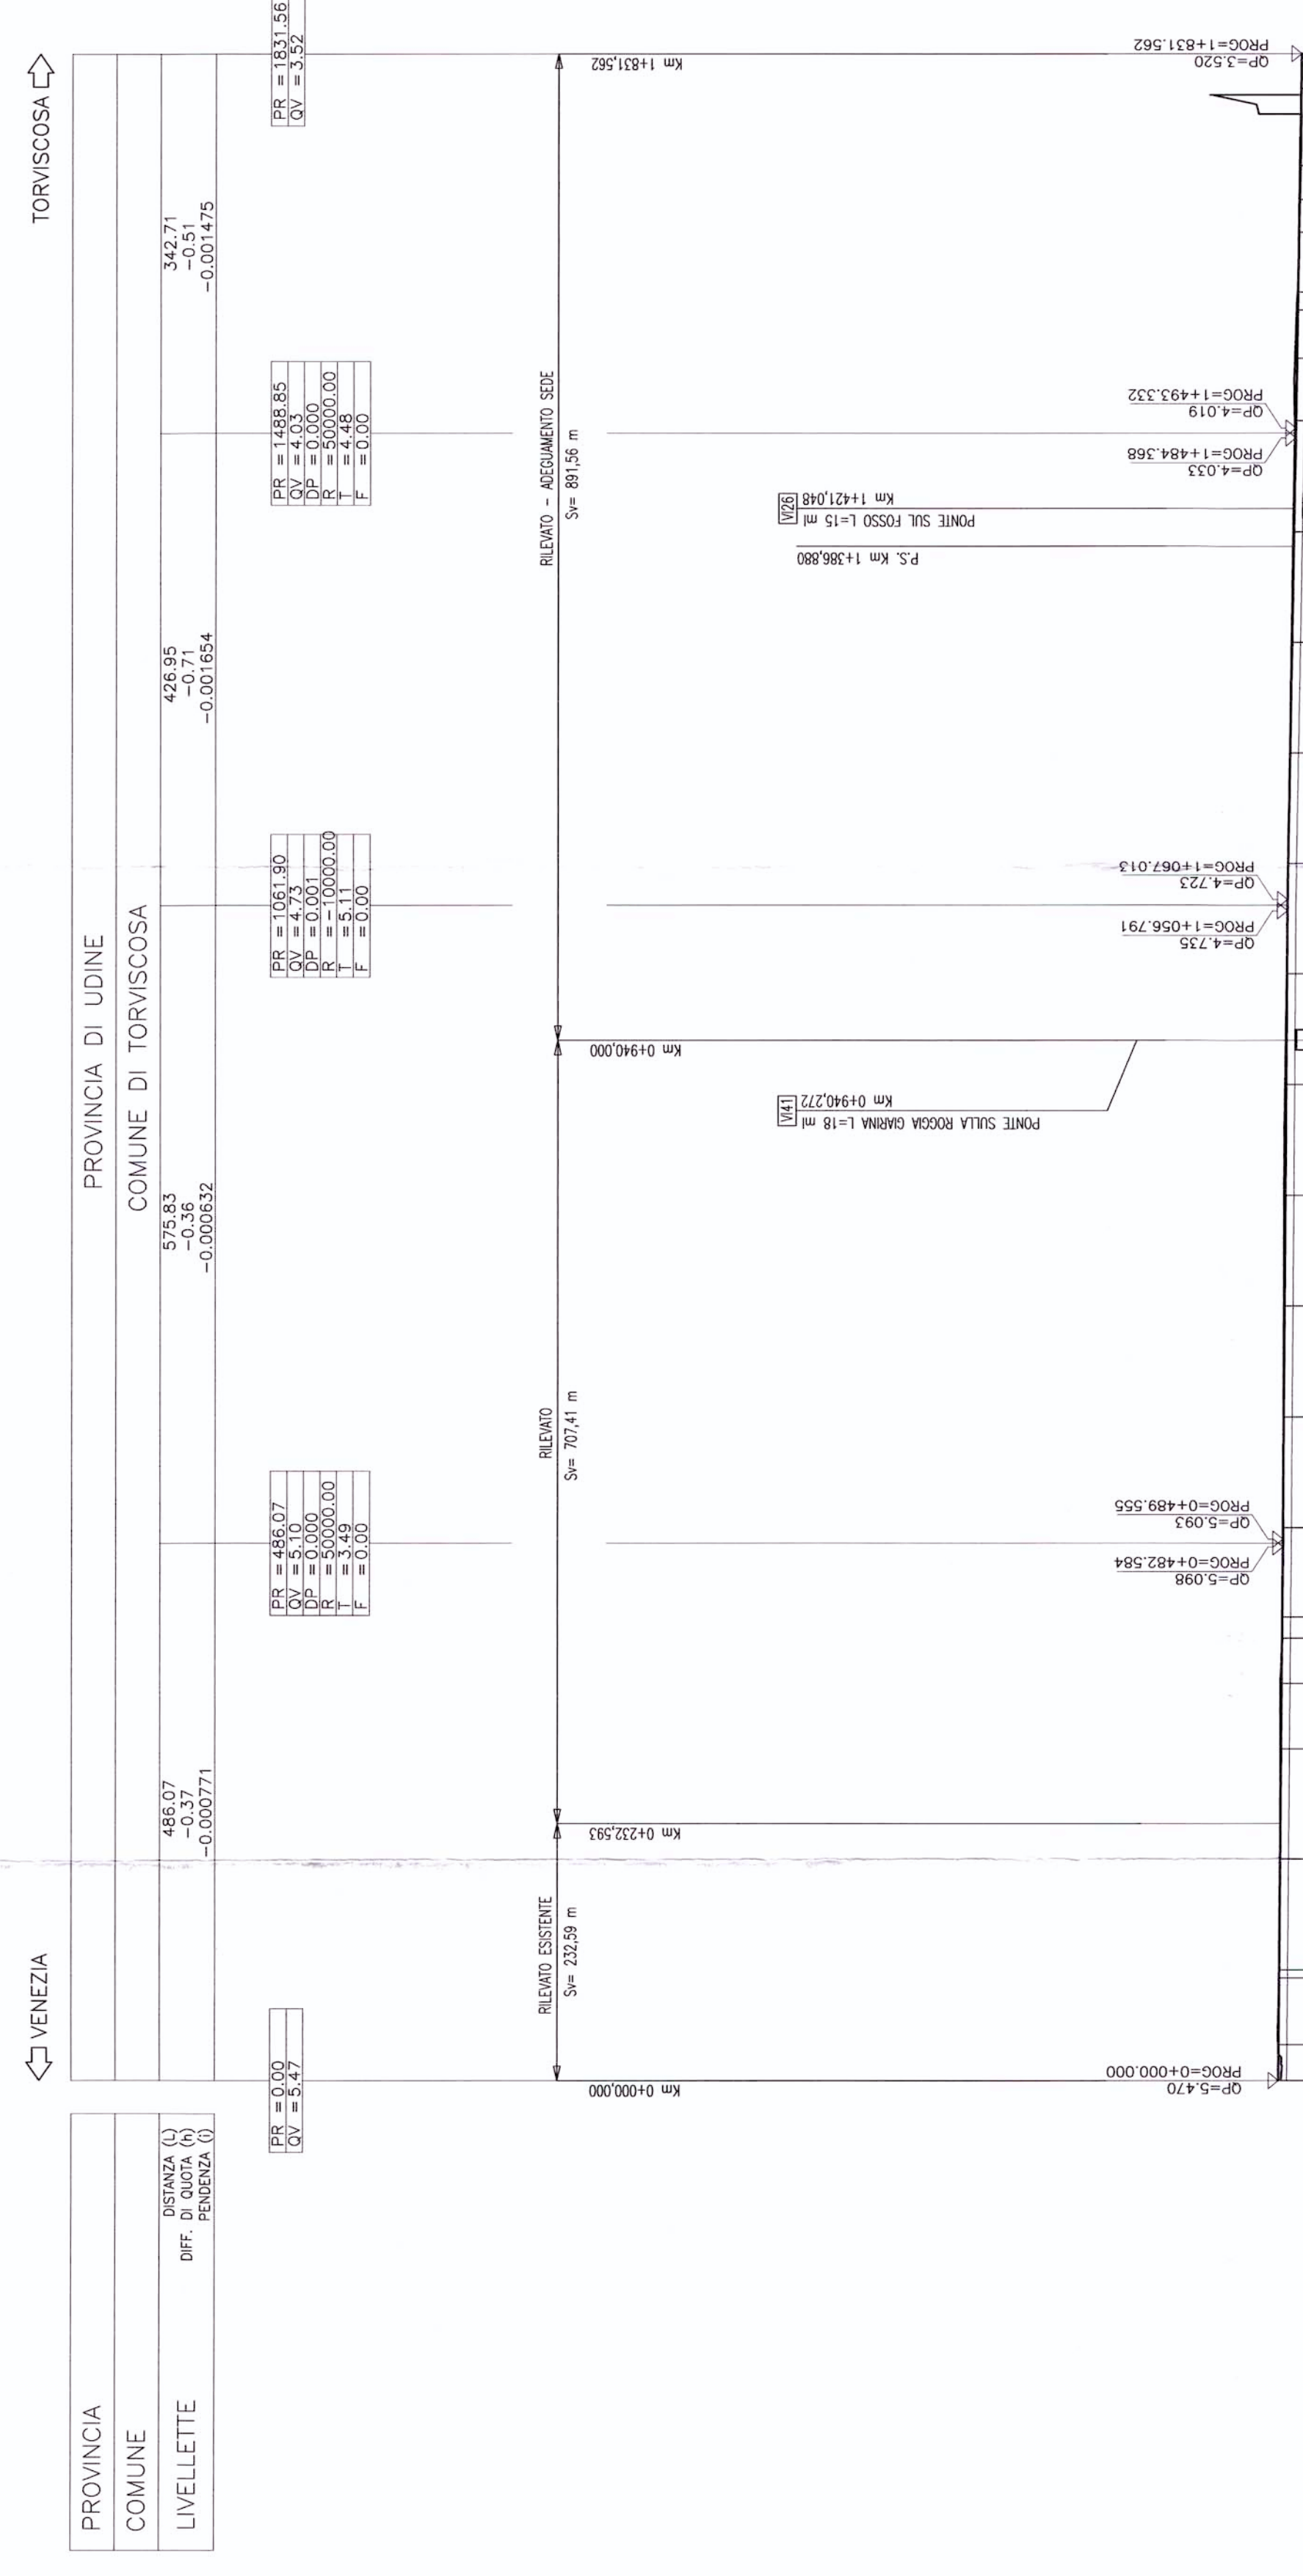 VENEZIA
TORVISCOSA
PROVINCIA
PROVINCIA DI UDINE
COMUNE
COMUNE DI TORVISCOSA
LIVELLETTE
DISTANZA (L)
DIFF. DI QUOTA (h)
PENDENZA (i)
486.07
-0.37
-0.000771
575.83
-0.36
-0.000632
426.95
-0.71
-0.001654
342.71
-0.51
-0.001475
PR = 0.00
QV = 5.47
PR = 486.07
QV = 5.10
DP = 0.000
R = 50000.00
T = 3.49
F = 0.00
PR = 1061.90
QV = 4.73
DP = 0.001
R = -10000.00
T = 5.11
F = 0.00
PR = 1488.85
QV = 4.03
DP = 0.000
R = 50000.00
T = 4.48
F = 0.00
PR = 1831.56
QV = 3.52
RILEVATO ESISTENTE
Sv= 232,59 m
RILEVATO
Sv= 707,41 m
RILEVATO - ADEGUAMENTO SEDE
Sv= 891,56 m
Km 0+000,000
Km 0+232,593
Km 0+940,000
Km 1+831,562
VI41
Km 0+940,272
PONTE SULLA ROGGIA GIARINA L=18 ml
P.S. Km 1+386,880
VI26
Km 1+421,048
PONTE SUL FOSSO L=15 ml
PROG=0+000.000
QP=5.470
PROG=0+482.584
QP=5.098
PROG=0+489.555
QP=5.093
PROG=1+056.791
QP=4.735
PROG=1+067.013
QP=4.723
PROG=1+484.368
QP=4.033
PROG=1+493.332
QP=4.019
PROG=1+831.562
QP=3.520